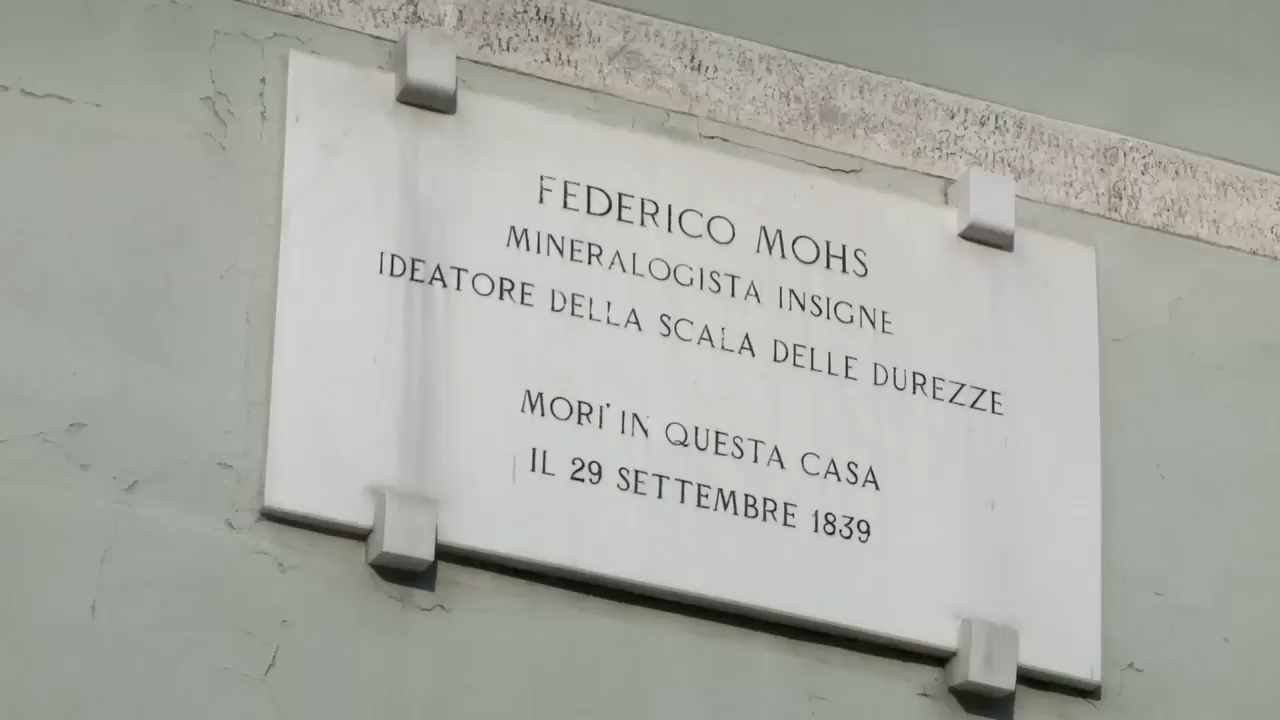 FEDERICO MOHS
MINERALOGISTA INSIGNE
IDEATORE DELLA SCALA DELLE DUREZZE
MORI' IN QUESTA CASA
IL 29 SETTEMBRE 1839